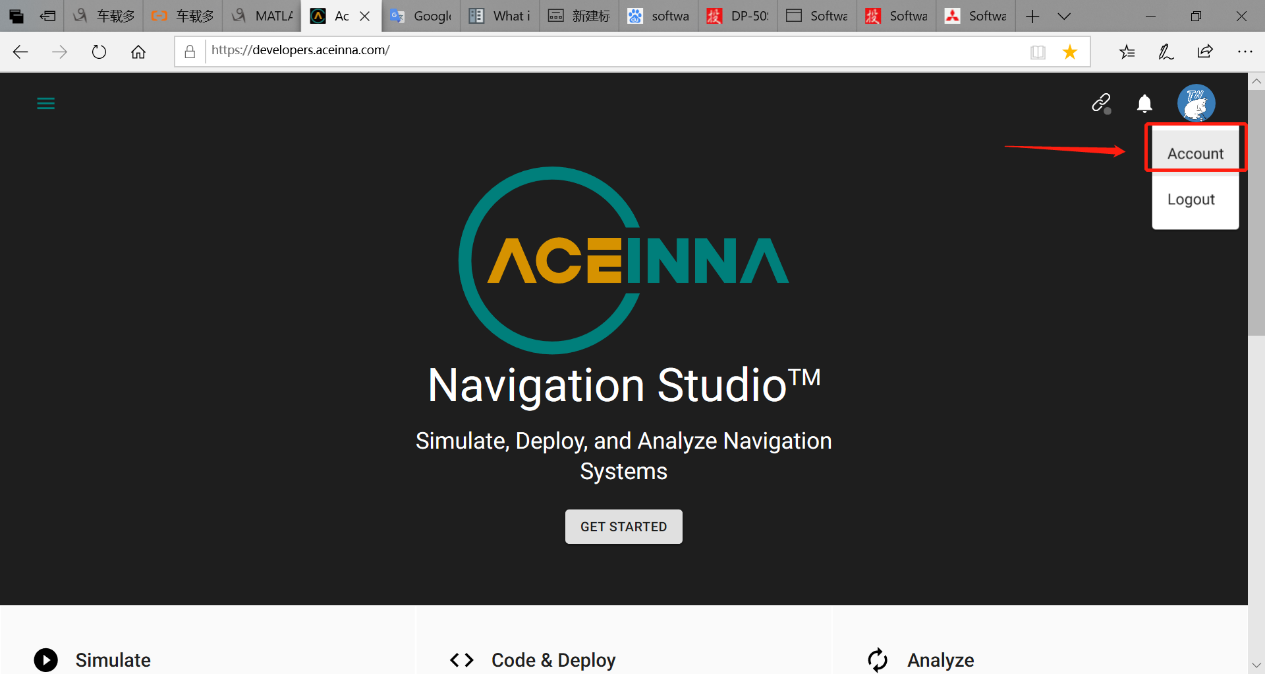 车载多
车载多
MATLA
Ac
Google
What i
新建标
softwa
DP-50
Softwa
Softwa
Softwa
https://developers.aceinna.com/
Account
Logout
ACEINNA
Navigation Studio™
Simulate, Deploy, and Analyze Navigation
Systems
GET STARTED
Simulate
Code & Deploy
Analyze